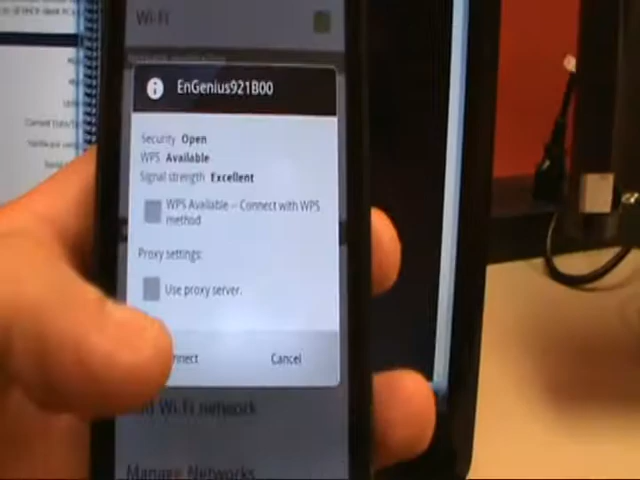 Wi-Fi
EnGenius921B00
Security Open
WPS Available
Signal strength Excellent
WPS Available - Connect with WPS
method
Proxy settings:
Use proxy server.
nnect
Cancel
Wi-Fi network
Manage Networks